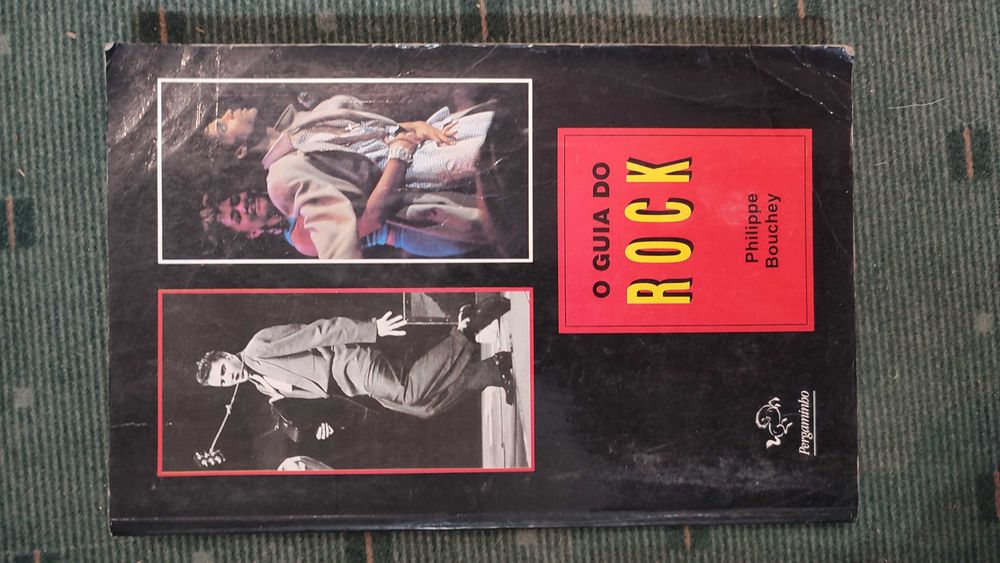 O GUIA DO
ROCK
Philippe
Bouchey
Pergaminho